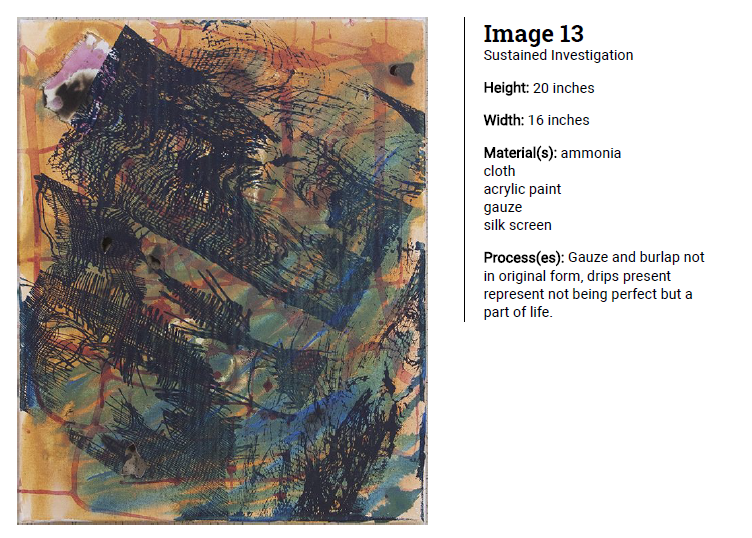 Image 13
Sustained Investigation
Height: 20 inches
Width: 16 inches
Material(s): ammonia
cloth
acrylic paint
gauze
silk screen
Process(es): Gauze and burlap not
in original form, drips present
represent not being perfect but a
part of life.